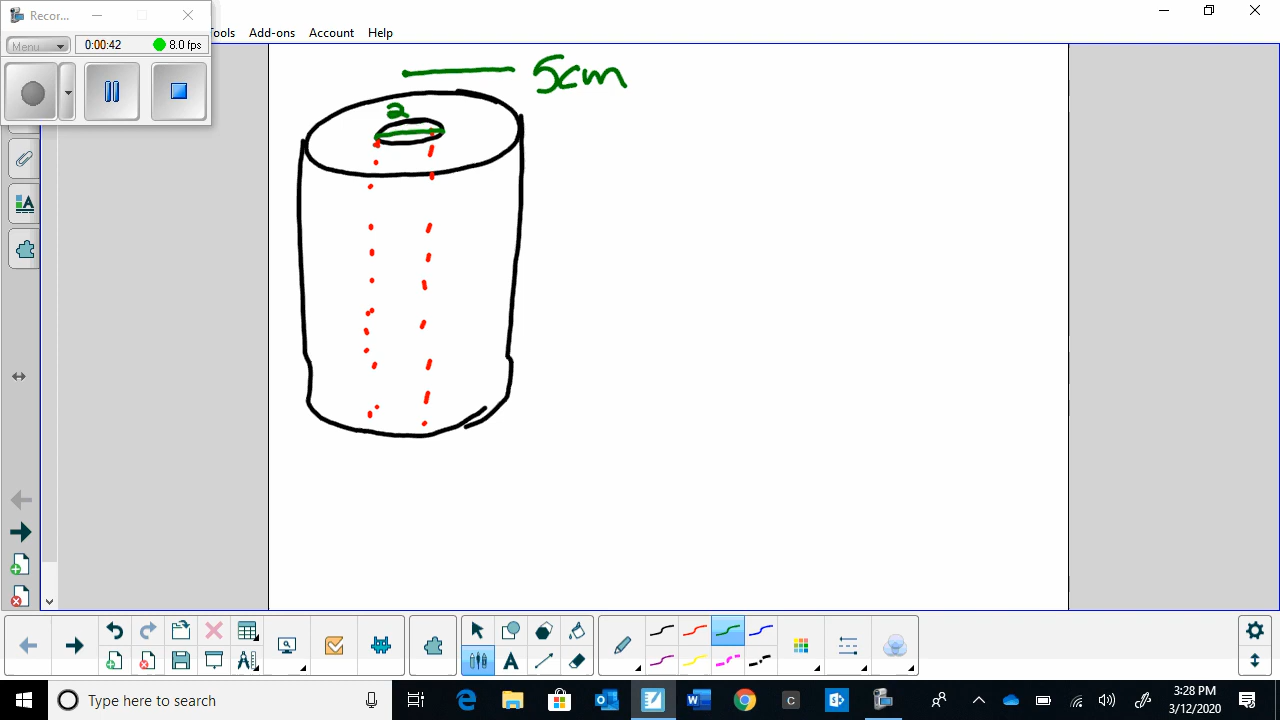 Recor...
Menu
0:00:42
8.0 fps
Tools
Add-ons
Account
Help
5cm
2
Type here to search
3:28 PM
3/12/2020